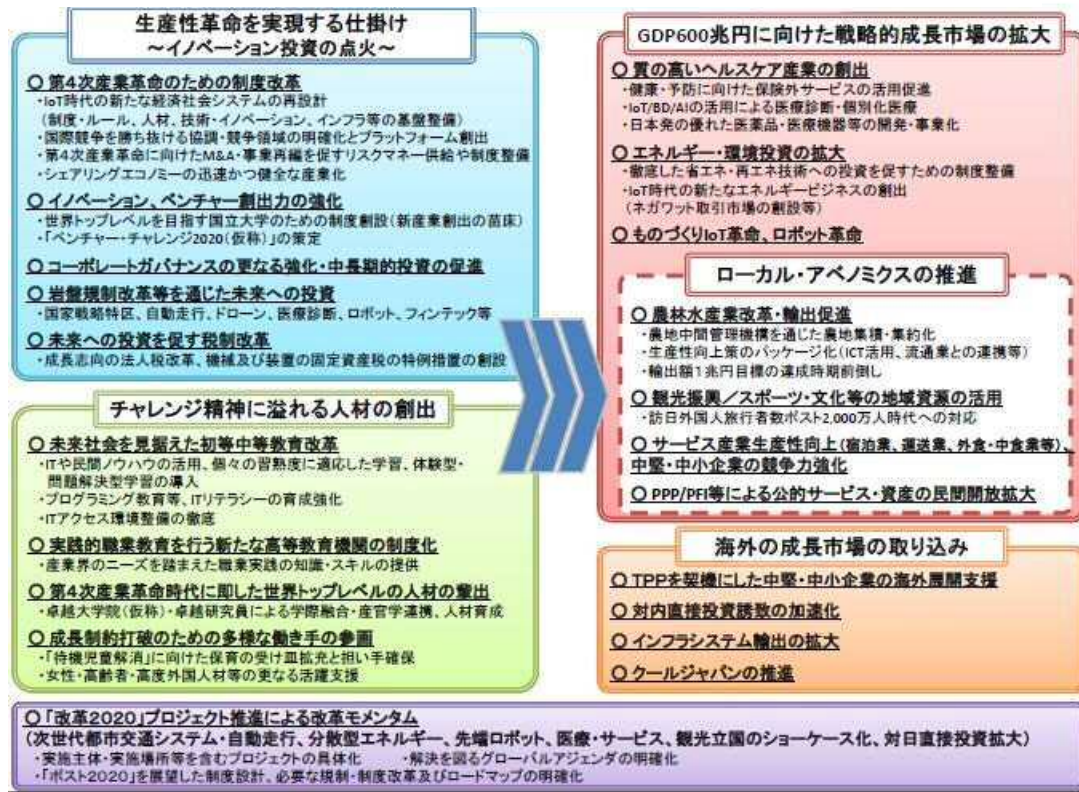 生産性革命を実現する仕掛け
～イノベーション投資の点火～
○ 第4次産業革命のための制度改革
・IoT時代の新たな経済社会システムの再設計
(制度・ルール、人材、技術・イノベーション、インフラ等の基盤整備)
・国際競争を勝ち抜ける協調・競争領域の明確化とプラットフォーム創出
・第4次産業革命に向けたM&A・事業再編を促すリスクマネー供給や制度整備
・シェアリングエコノミーの迅速かつ健全な産業化
○ イノベーション、ベンチャー創出力の強化
・世界トップレベルを目指す国立大学のための制度創設(新産業創出の苗床)
・「ベンチャー・チャレンジ2020(仮称)」の策定
○ コーポレートガバナンスの更なる強化・中長期的投資の促進
○ 岩盤規制改革等を通じた未来への投資
・国家戦略特区、自動走行、ドローン、医療診断、ロボット、フィンテック等
○ 未来への投資を促す税制改革
・成長志向の法人税改革、機械及び装置の固定資産税の特例措置の創設
チャレンジ精神に溢れる人材の創出
○ 未来社会を見据えた初等中等教育改革
・ITや民間ノウハウの活用、個々の習熟度に適応した学習、体験型・
問題解決型学習の導入
・プログラミング教育等、ITリテラシーの育成強化
・ITアクセス環境整備の徹底
○ 実践的職業教育を行う新たな高等教育機関の制度化
・産業界のニーズを踏まえた職業実践の知識・スキルの提供
○ 第4次産業革命時代に即した世界トップレベルの人材の輩出
・卓越大学院(仮称)・卓越研究員による学際融合・産官学連携、人材育成
○ 成長制約打破のための多様な働き手の参画
・「待機児童解消」に向けた保育の受け皿拡充と担い手確保
・女性・高齢者・高度外国人材等の更なる活躍支援
GDP600兆円に向けた戦略的成長市場の拡大
○ 質の高いヘルスケア産業の創出
・健康・予防に向けた保険外サービスの活用促進
・IoT/BD/AIの活用による医療診断・個別化医療
・日本発の優れた医薬品・医療機器等の開発・事業化
○ エネルギー・環境投資の拡大
・徹底した省エネ・再エネ技術への投資を促すための制度整備
・IoT時代の新たなエネルギービジネスの創出
(ネガワット取引市場の創設等)
○ ものづくりIoT革命、ロボット革命
ローカル・アベノミクスの推進
○ 農林水産業改革・輸出促進
・農地中間管理機構を通じた農地集積・集約化
・生産性向上策のパッケージ化(ICT活用、流通業との連携等)
・輸出額1兆円目標の達成時期前倒し
○ 観光振興／スポーツ・文化等の地域資源の活用
・訪日外国人旅行者数ポスト2,000万人時代への対応
○ サービス産業生産性向上(宿泊業、運送業、外食・中食業等)、
中堅・中小企業の競争力強化
○ PPP/PFI等による公的サービス・資産の民間開放拡大
海外の成長市場の取り込み
○ TPPを契機にした中堅・中小企業の海外展開支援
○ 対内直接投資誘致の加速化
○ インフラシステム輸出の拡大
○ クールジャパンの推進
○ 「改革2020」プロジェクト推進による改革モメンタム
(次世代都市交通システム・自動走行、分散型エネルギー、先端ロボット、医療・サービス、観光立国のショーケース化、対日直接投資拡大)
・実施主体・実施場所等を含むプロジェクトの具体化 ・解決を図るグローバルアジェンダの明確化
・「ポスト2020」を展望した制度設計、必要な規制・制度改革及びロードマップの明確化